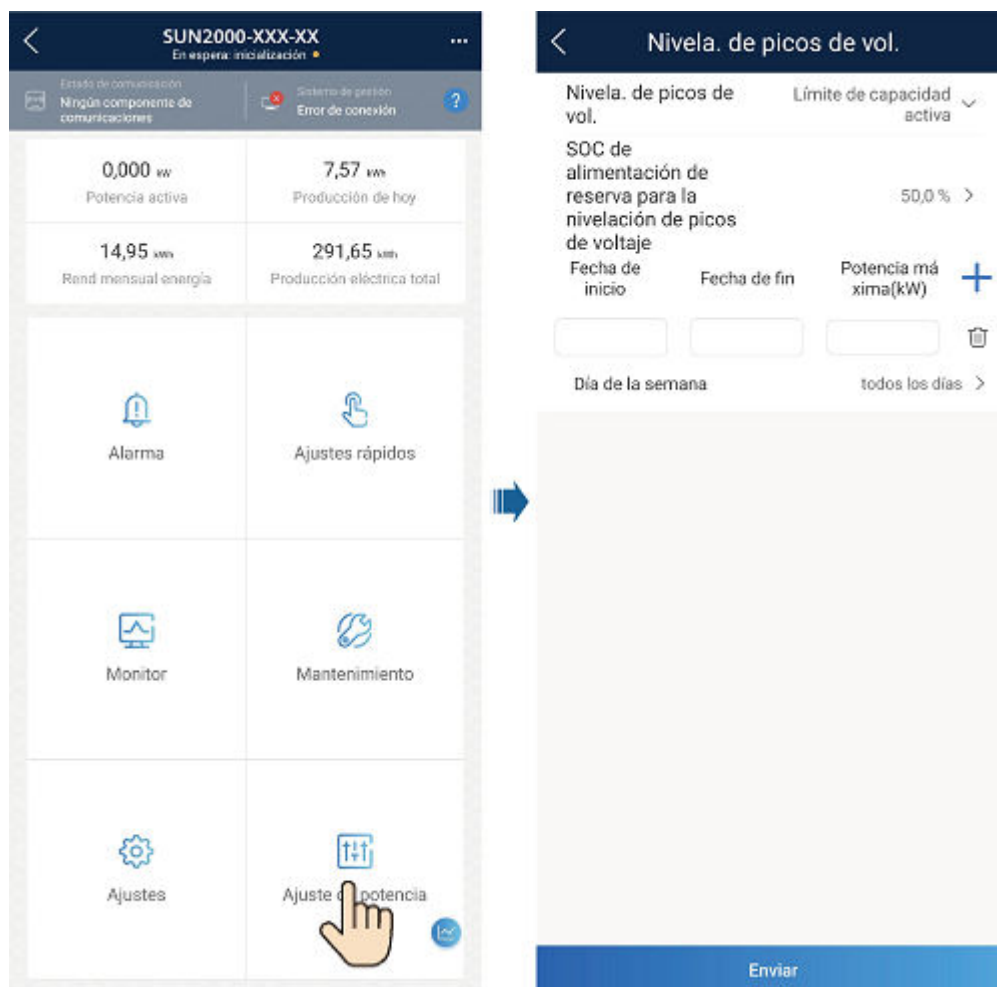 SUN2000-XXX-XX
En espera: inicialización
Estado de comunicación
Ningún componente de
comunicaciones
Sistema de gestión
Error de conexión
?
0,000 kW
Potencia activa
7,57 kWh
Producción de hoy
14,95 kWh
Rend mensual energía
291,65 kWh
Producción eléctrica total
Alarma
Ajustes rápidos
Monitor
Mantenimiento
Ajustes
Ajuste d potencia
Nivela. de picos de vol.
Nivela. de picos de
vol.
Límite de capacidad
activa
SOC de
alimentación de
reserva para la
nivelación de picos
de voltaje
50,0 %
Fecha de
inicio
Fecha de fin
Potencia má
xima(kW)
Día de la semana
todos los días
Enviar